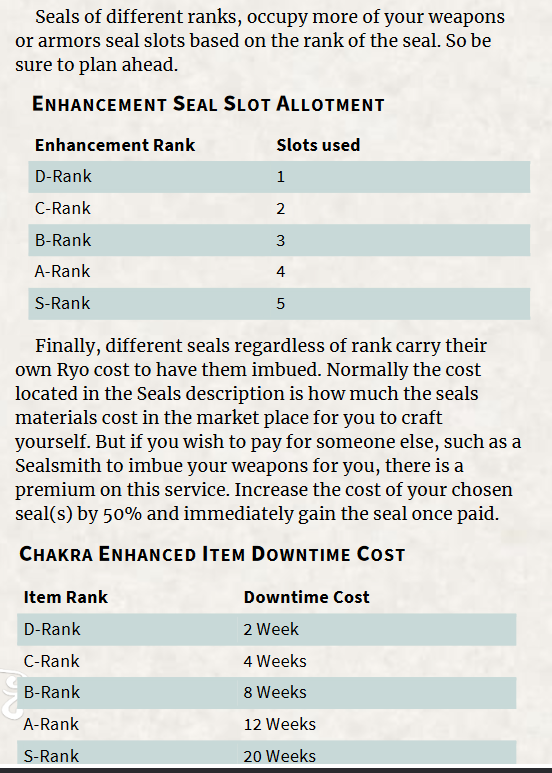 Seals of different ranks, occupy more of your weapons
or armors seal slots based on the rank of the seal. So be
sure to plan ahead.
ENHANCEMENT SEAL SLOT ALLOTMENT
Enhancement Rank Slots used
D-Rank 1
C-Rank 2
B-Rank 3
A-Rank 4
S-Rank 5
Finally, different seals regardless of rank carry their
own Ryo cost to have them imbued. Normally the cost
located in the Seals description is how much the seals
materials cost in the market place for you to craft
yourself. But if you wish to pay for someone else, such as a
Sealsmith to imbue your weapons for you, there is a
premium on this service. Increase the cost of your chosen
seal(s) by 50% and immediately gain the seal once paid.
CHAKRA ENHANCED ITEM DOWNTIME COST
Item Rank Downtime Cost
D-Rank 2 Week
C-Rank 4 Weeks
B-Rank 8 Weeks
A-Rank 12 Weeks
S-Rank 20 Weeks